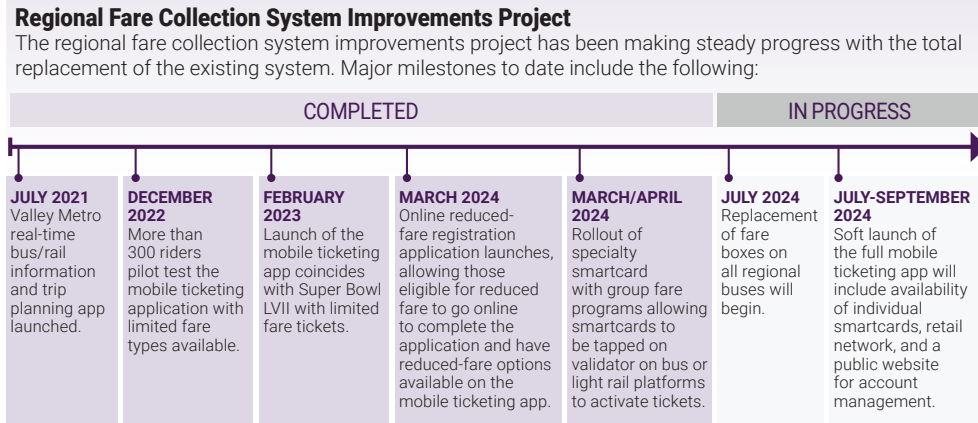 Regional Fare Collection System Improvements Project
The regional fare collection system improvements project has been making steady progress with the total
replacement of the existing system. Major milestones to date include the following:
COMPLETED
IN PROGRESS
JULY 2021
Valley Metro
real-time
bus/rail
information
and trip
planning app
launched.
DECEMBER
2022
More than
300 riders
pilot test the
mobile ticketing
application with
limited fare
types available.
FEBRUARY
2023
Launch of the
mobile ticketing
app coincides
with Super Bowl
LVII with limited
fare tickets.
MARCH 2024
Online reduced-
fare registration
application launches,
allowing those
eligible for reduced
fare to go online
to complete the
application and have
reduced-fare options
available on the
mobile ticketing app.
MARCH/APRIL
2024
Rollout of
specialty
smartcard
with group fare
programs allowing
smartcards to
be tapped on
validator on bus or
light rail platforms
to activate tickets.
JULY 2024
Replacement
of fare
boxes on
all regional
buses will
begin.
JULY-SEPTEMBER
2024
Soft launch of
the full mobile
ticketing app will
include availability
of individual
smartcards, retail
network, and a
public website
for account
management.